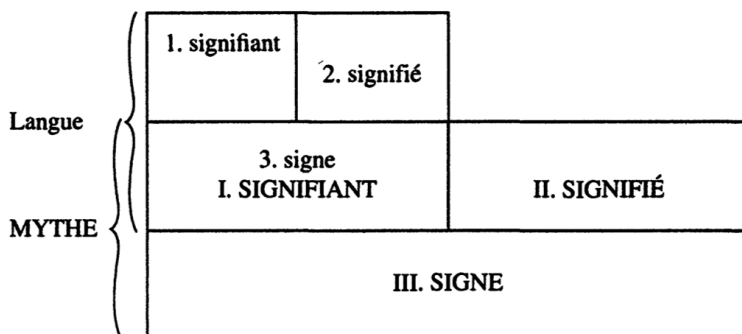 1. signifiant
2. signifié
Langue
3. signe
I. SIGNIFIANT
II. SIGNIFIÉ
MYTHE
III. SIGNE